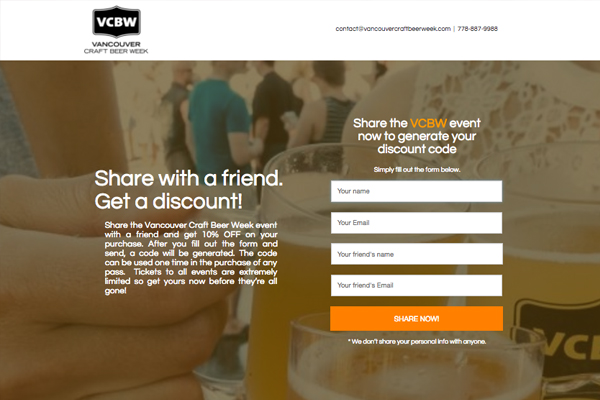 VCBW
VANCOUVER
CRAFT BEER WEEK
contact@vancouvercraftbeerweek.com | 778-887-9988
Share with a friend.
Get a discount!
Share the Vancouver Craft Beer Week event
with a friend and get 10% OFF on your
purchase. After you fill out the form and
send, a code will be generated. The code
can be used one time in the purchase of any
pass. Tickets to all events are extremely
limited so get yours now before they're all
gone!
Share the VCBW event
now to generate your
discount code
Simply fill out the form below.
Your name
Your Email
Your friend's name
Your friend's Email
SHARE NOW!
* We don't share your personal info with anyone.
VCBW